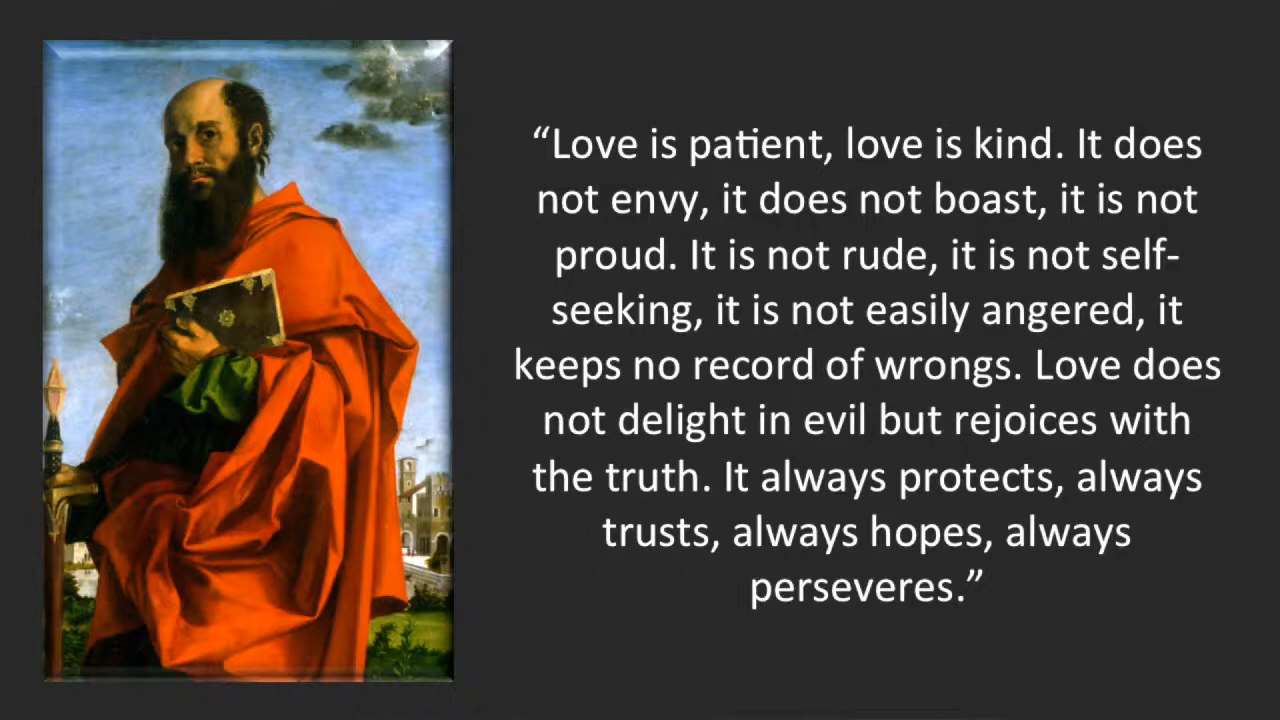 “Love is patient, love is kind. It does
not envy, it does not boast, it is not
proud. It is not rude, it is not self-
seeking, it is not easily angered, it
keeps no record of wrongs. Love does
not delight in evil but rejoices with
the truth. It always protects, always
trusts, always hopes, always
perseveres.”